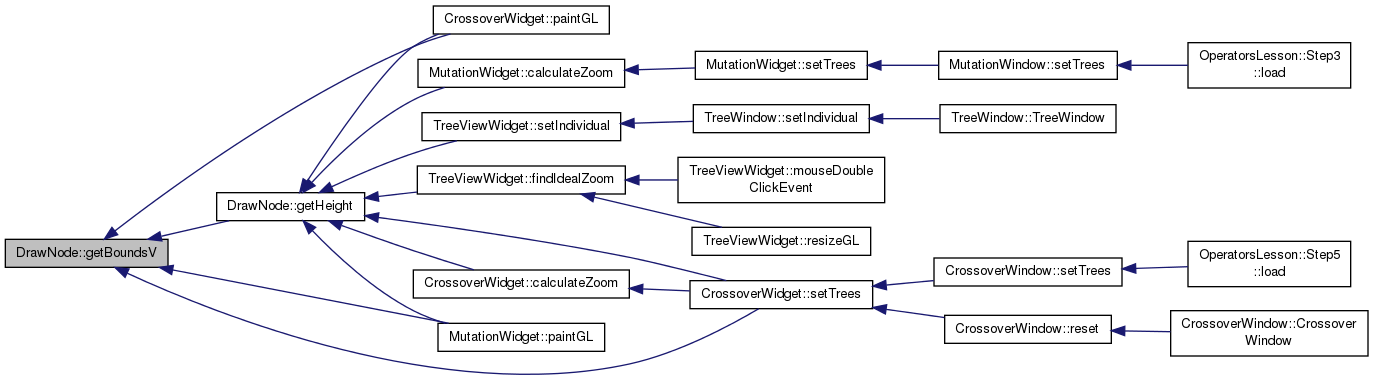 CrossoverWidget::paintGL
MutationWidget::calculateZoom
MutationWidget::setTrees
MutationWindow::setTrees
OperatorsLesson::Step3
::load
TreeViewWidget::setIndividual
TreeWindow::setIndividual
TreeWindow::TreeWindow
TreeViewWidget::findIdealZoom
TreeViewWidget::mouseDouble
ClickEvent
DrawNode::getHeight
TreeViewWidget::resizeGL
DrawNode::getBoundsV
CrossoverWidget::calculateZoom
CrossoverWidget::setTrees
CrossoverWindow::setTrees
OperatorsLesson::Step5
::load
MutationWidget::paintGL
CrossoverWindow::reset
CrossoverWindow::Crossover
Window